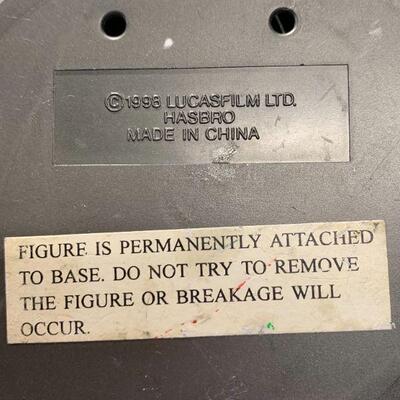 ©1998 LUCASFILM LTD.
HASBRO
MADE IN CHINA
FIGURE IS PERMANENTLY ATTACHED
TO BASE. DO NOT TRY TO REMOVE
THE FIGURE OR BREAKAGE WILL
OCCUR.